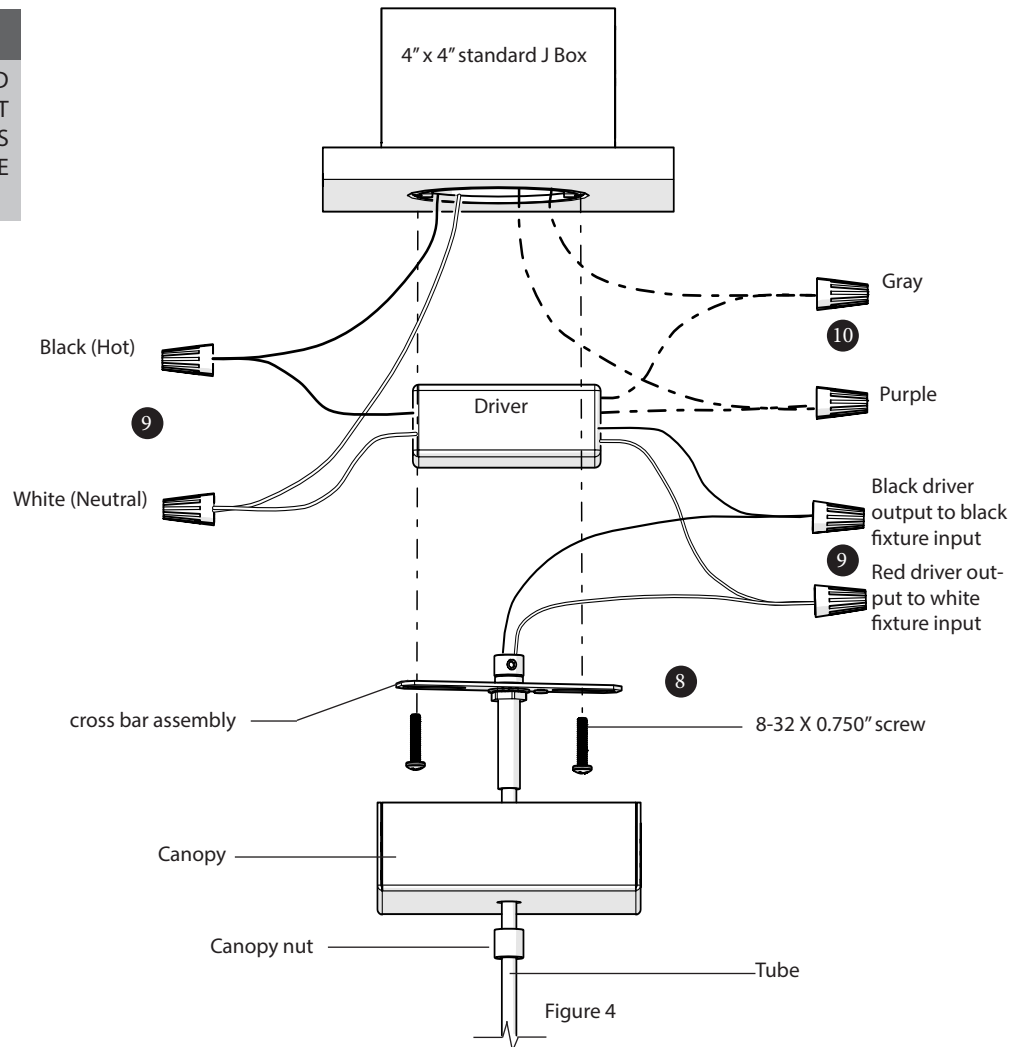 D
T
S
E
4” x 4” standard J Box
Gray
10
Black (Hot)
Purple
Driver
9
White (Neutral)
Black driver
output to black
fixture input
9
Red driver out-
put to white
fixture input
8
cross bar assembly
8-32 X 0.750” screw
Canopy
Canopy nut
Tube
Figure 4